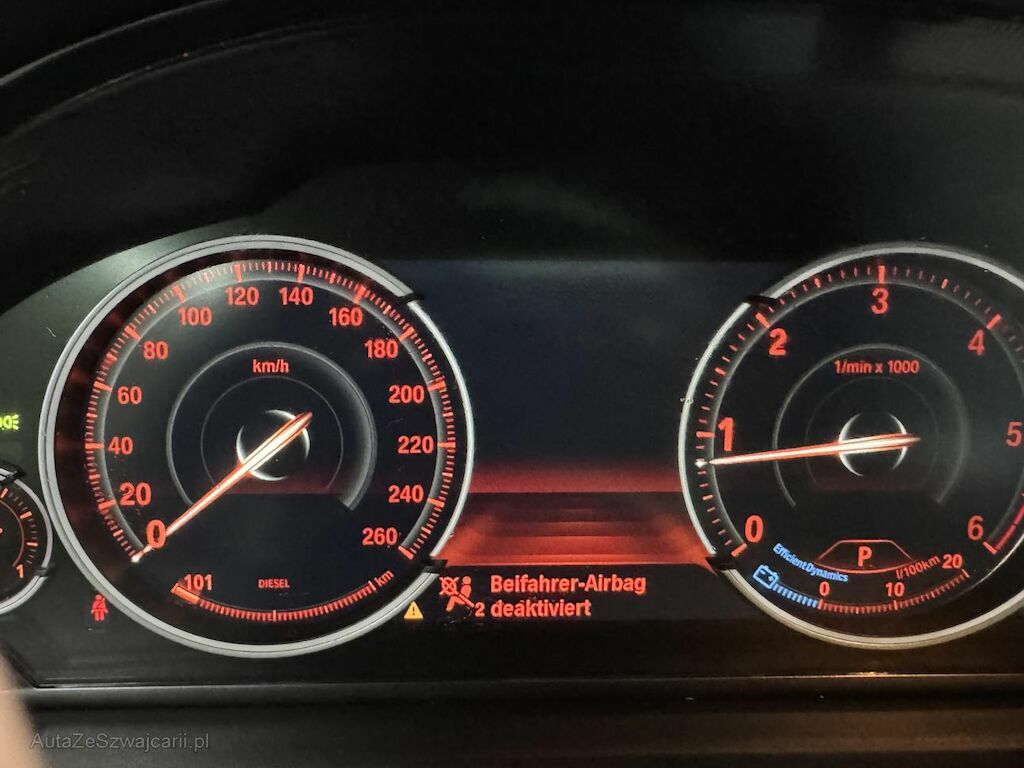 120 140
100 160
80 180
km/h
60 200
40 220
20 240
0 260
101 km
DIESEL
3
2 4
1/min x 1000
1 5
0 6
P
EfficientDynamics
l/100km
0 10 20
1
Beifahrer-Airbag
2 deaktiviert
AutaZeSzwajcarii.pl